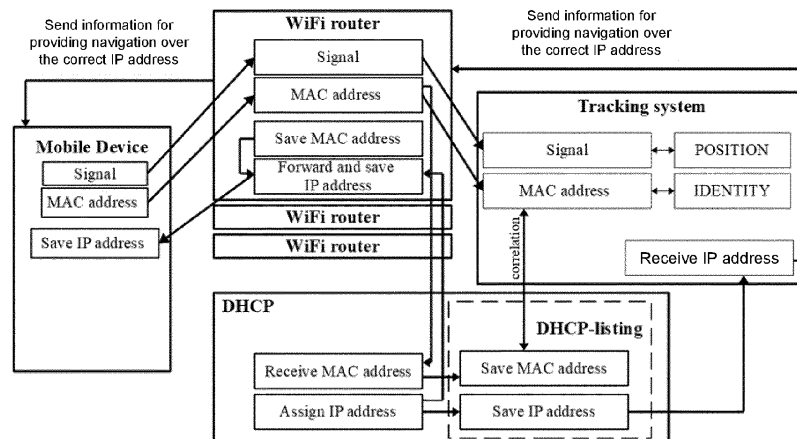 Send information for
providing navigation over
the correct IP address
WiFi router
Signal
MAC address
Save MAC address
Forward and save
IP address
WiFi router
WiFi router
Send information for
providing navigation over
the correct IP address
Mobile Device
Signal
MAC address
Save IP address
Tracking system
Signal
POSITION
MAC address
IDENTITY
correlation
Receive IP address
DHCP
DHCP-listing
Receive MAC address
Save MAC address
Assign IP address
Save IP address